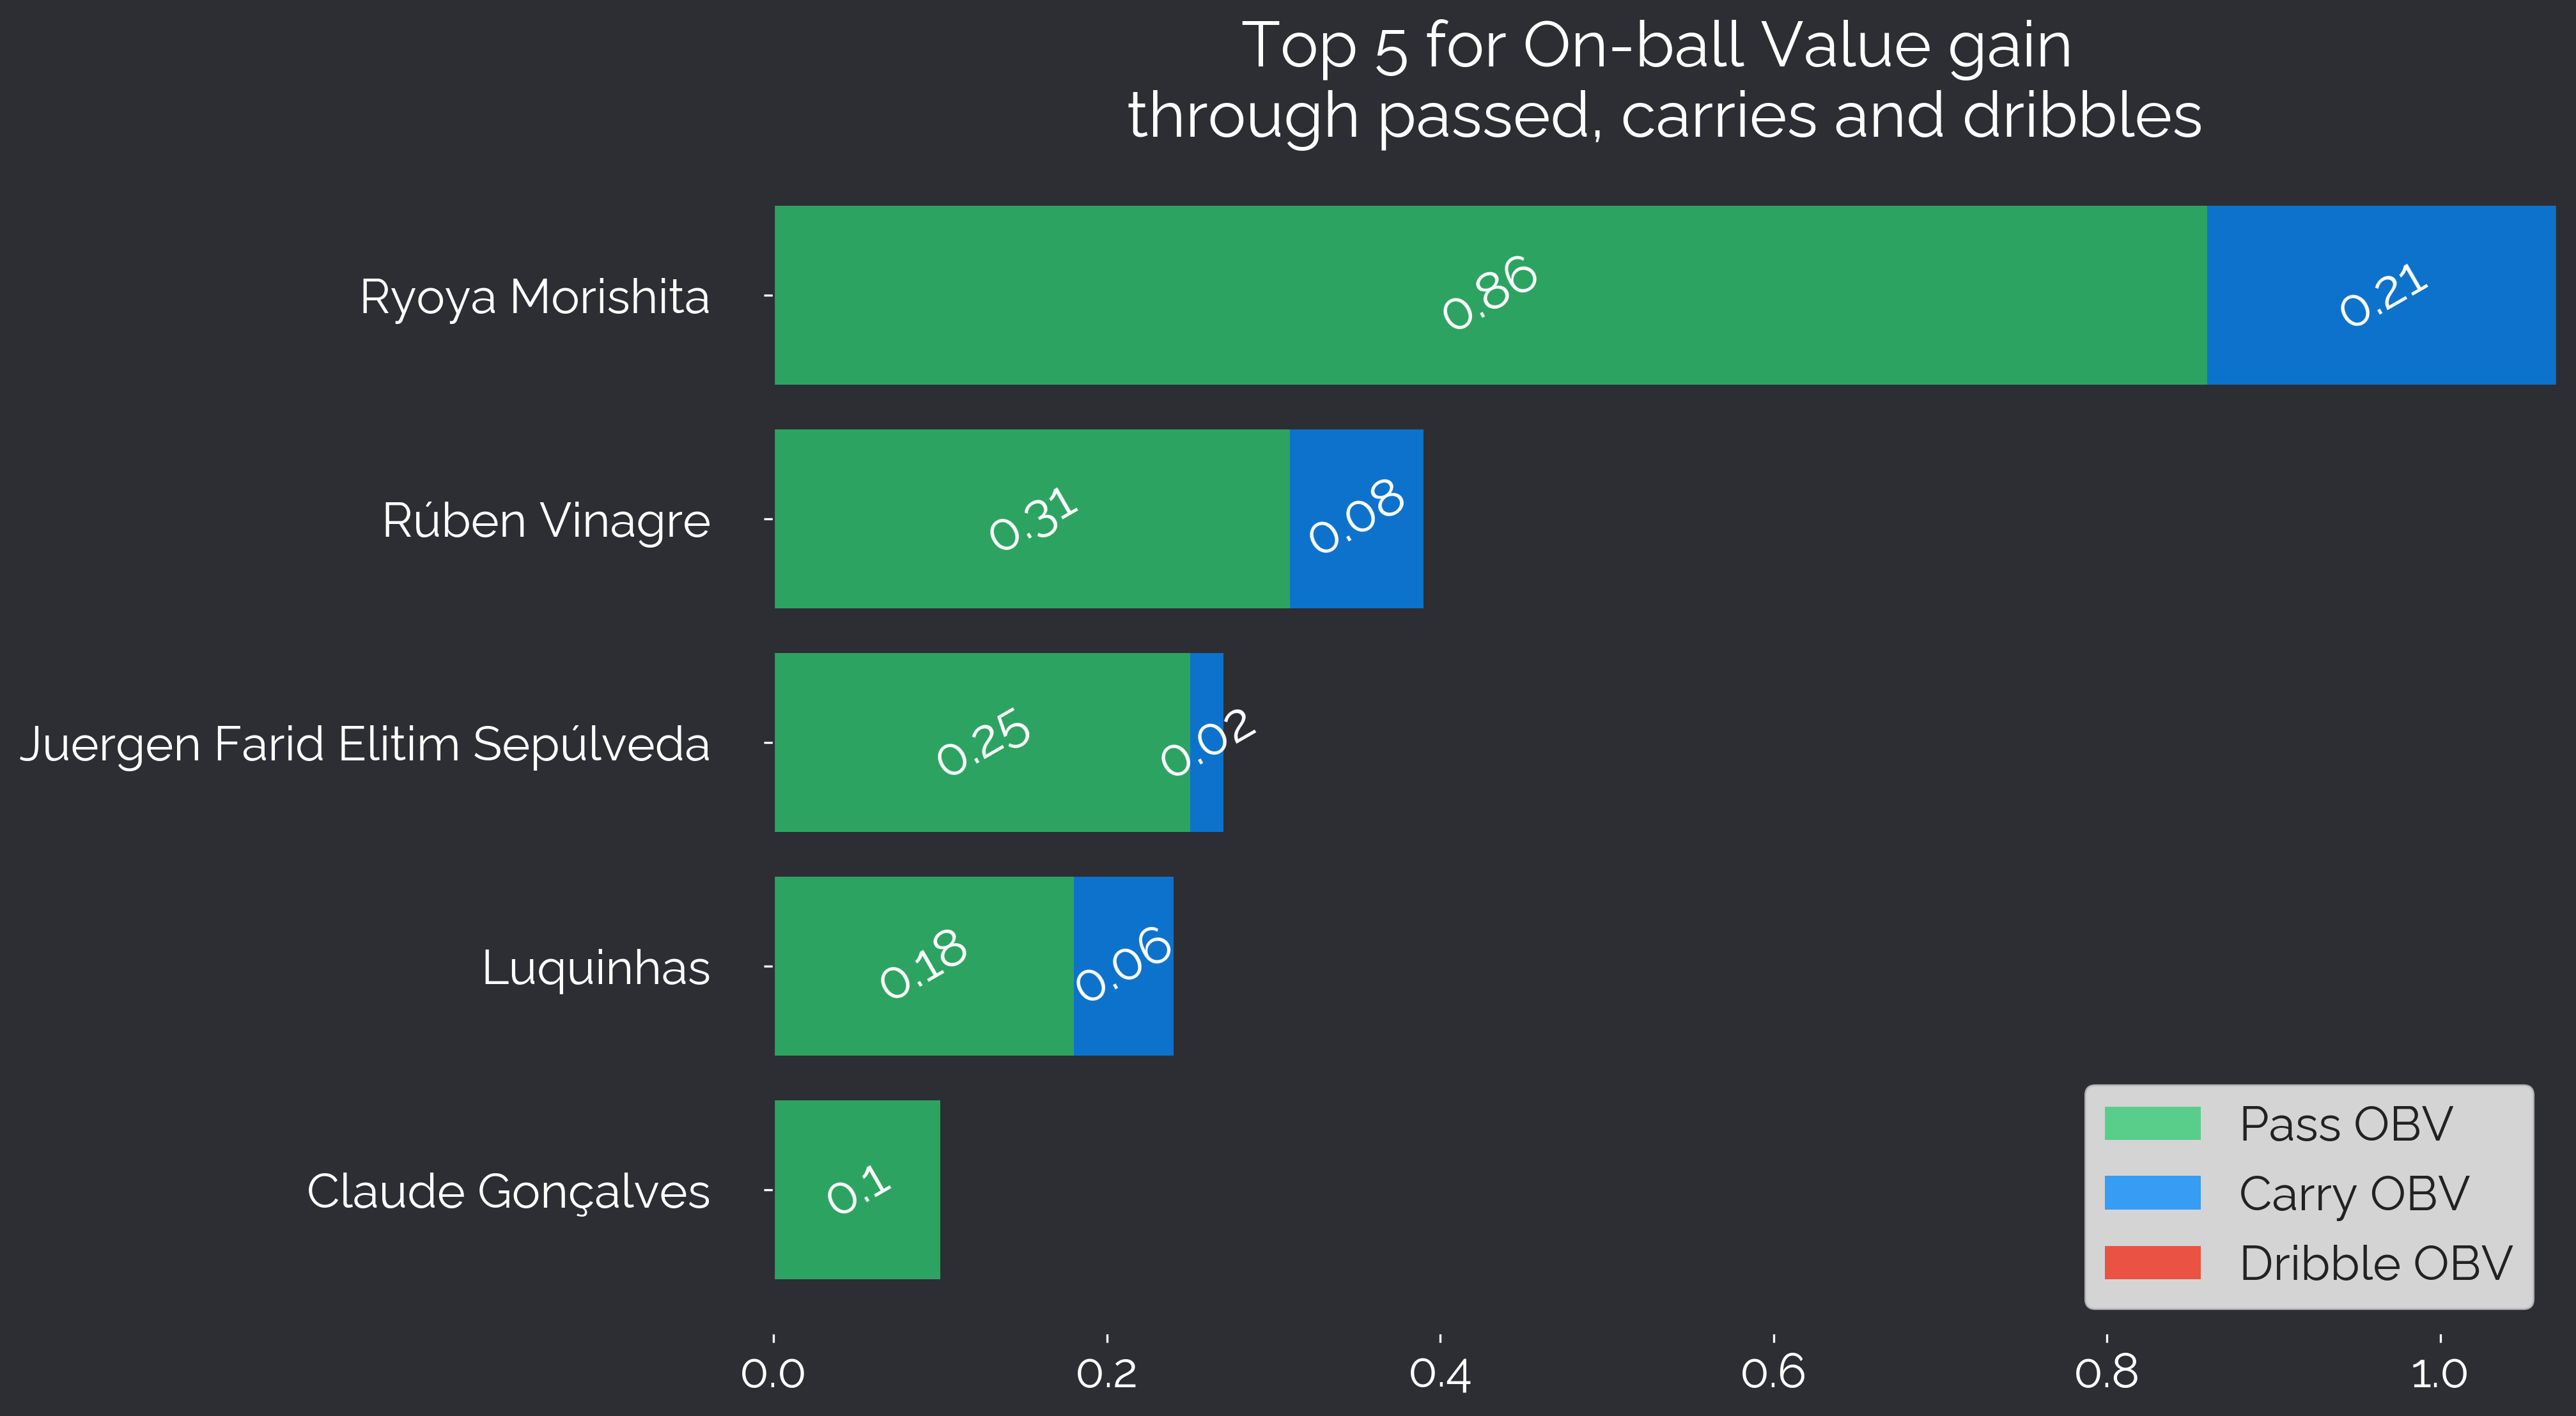 Top 5 for On-ball Value gain
through passed, carries and dribbles
Ryoya Morishita
0.86
0.21
Rúben Vinagre
0.31
0.08
Juergen Farid Elitim Sepúlveda
0.25
0.02
Luquinhas
0.18
0.06
Claude Gonçalves
0.1
Pass OBV
Carry OBV
Dribble OBV
0.0 0.2 0.4 0.6 0.8 1.0